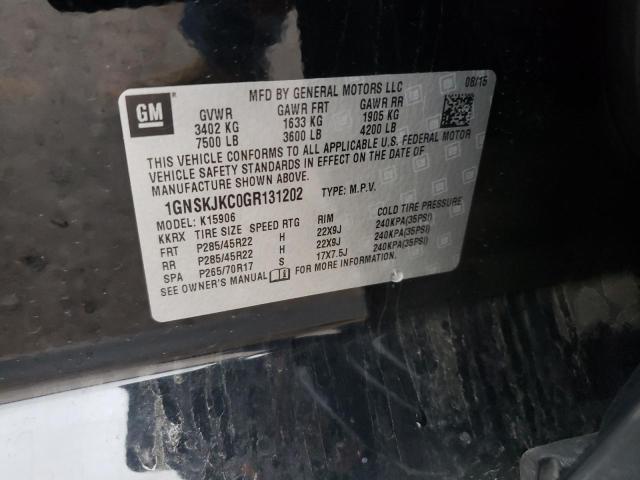 GM
MFD BY GENERAL MOTORS LLC
08/15
GVWR GAWR FRT GAWR RR
3402 KG 1633 KG 1905 KG
7500 LB 3600 LB 4200 LB
THIS VEHICLE CONFORMS TO ALL APPLICABLE U.S. FEDERAL MOTOR
VEHICLE SAFETY STANDARDS IN EFFECT ON THE DATE OF
MANUFACTURE SHOWN ABOVE.
1GNSKJKC0GR131202 TYPE: M.P.V.
MODEL: K15906
KKRX TIRE SIZE SPEED RTG RIM COLD TIRE PRESSURE
FRT P285/45R22 H 22X9J 240KPA(35PSI)
RR P285/45R22 H 22X9J 240KPA(35PSI)
SPA P265/70R17 S 17X7.5J 240KPA(35PSI)
SEE OWNER'S MANUAL FOR MORE INFORMATION.